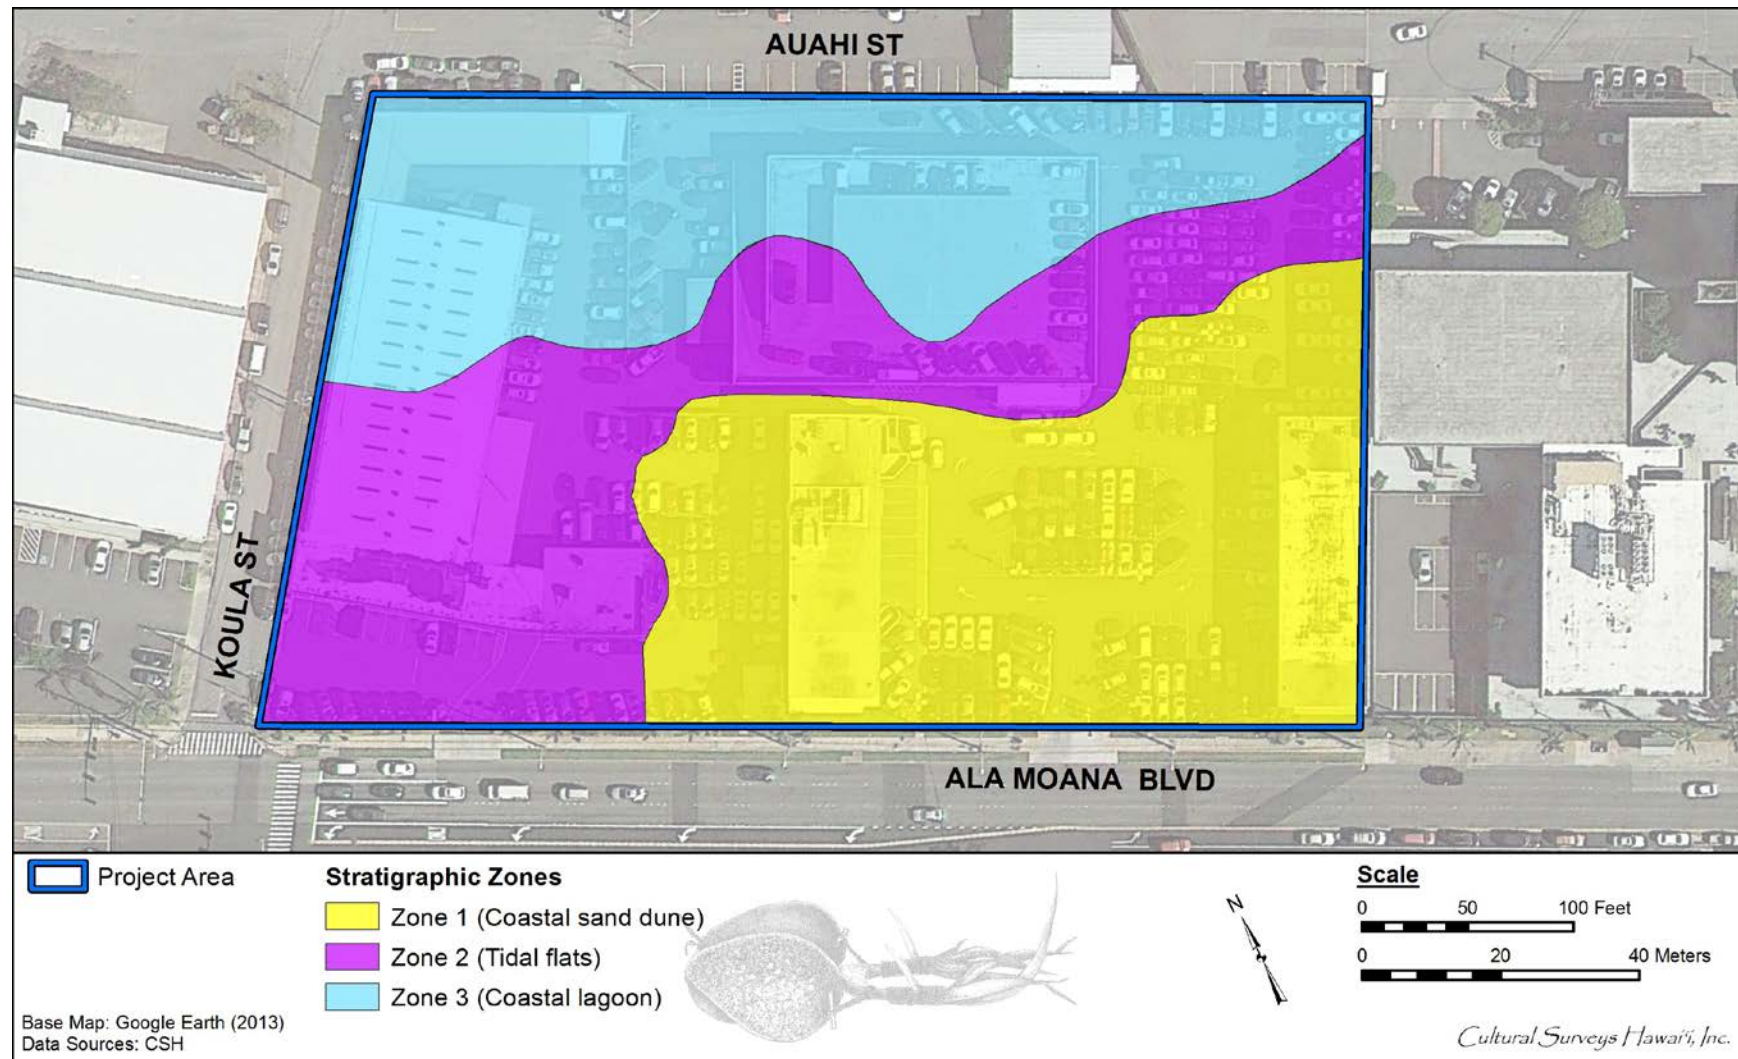 AUAHI ST
KOULA ST
ALA MOANA BLVD
Project Area
Stratigraphic Zones
Zone 1 (Coastal sand dune)
Zone 2 (Tidal flats)
Zone 3 (Coastal lagoon)
N
Scale
0 50 100 Feet
0 20 40 Meters
Base Map: Google Earth (2013)
Data Sources: CSH
Cultural Surveys Hawai‘i, Inc.